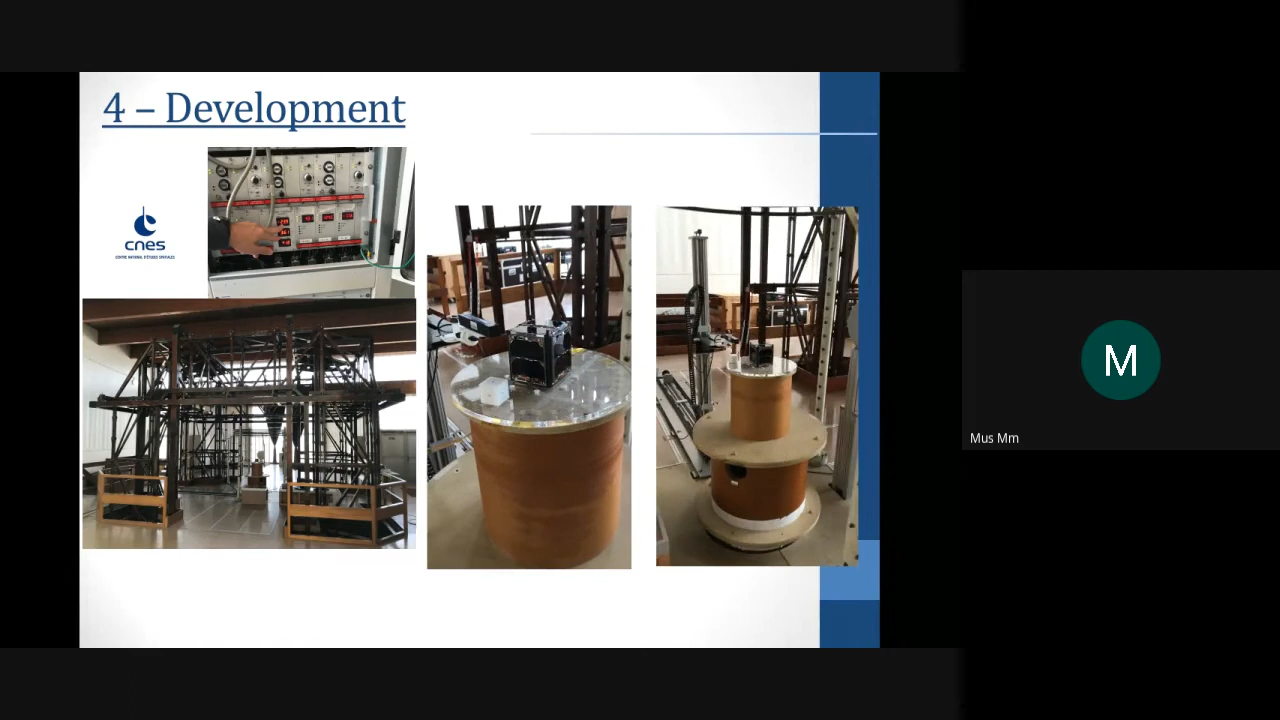 4 – Development
cnes
CENTRE NATIONAL D'ÉTUDES SPATIALES
M
Mus Mm